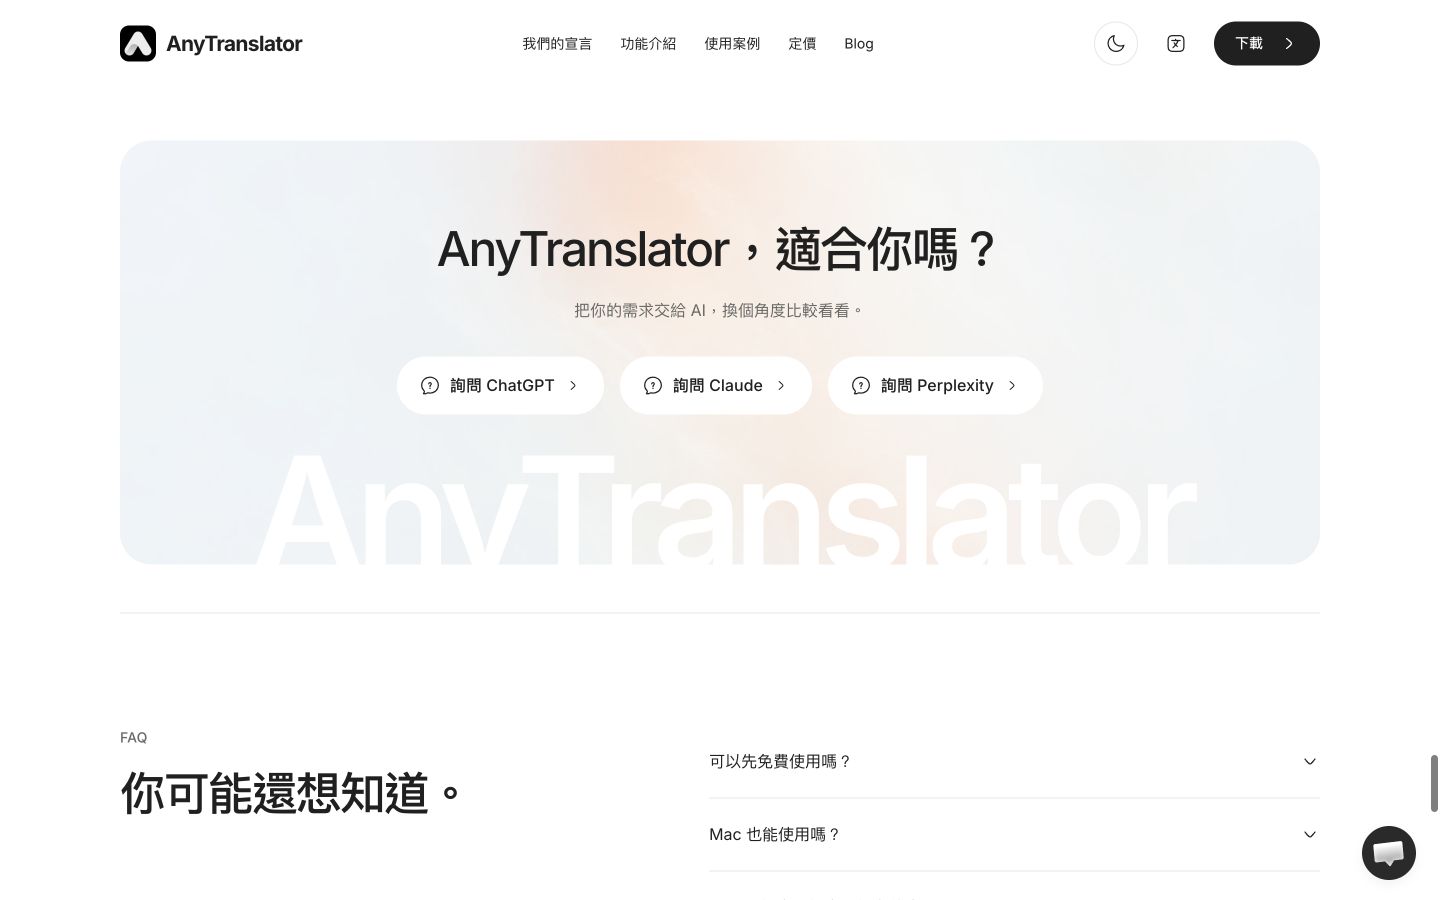 AnyTranslator
我們的宣言
功能介紹
使用案例
定價
Blog
下載
AnyTranslator，適合你嗎？
把你的需求交給 AI，換個角度比較看看。
詢問 ChatGPT
詢問 Claude
詢問 Perplexity
AnyTranslator
FAQ
你可能還想知道。
可以先免費使用嗎？
Mac 也能使用嗎？